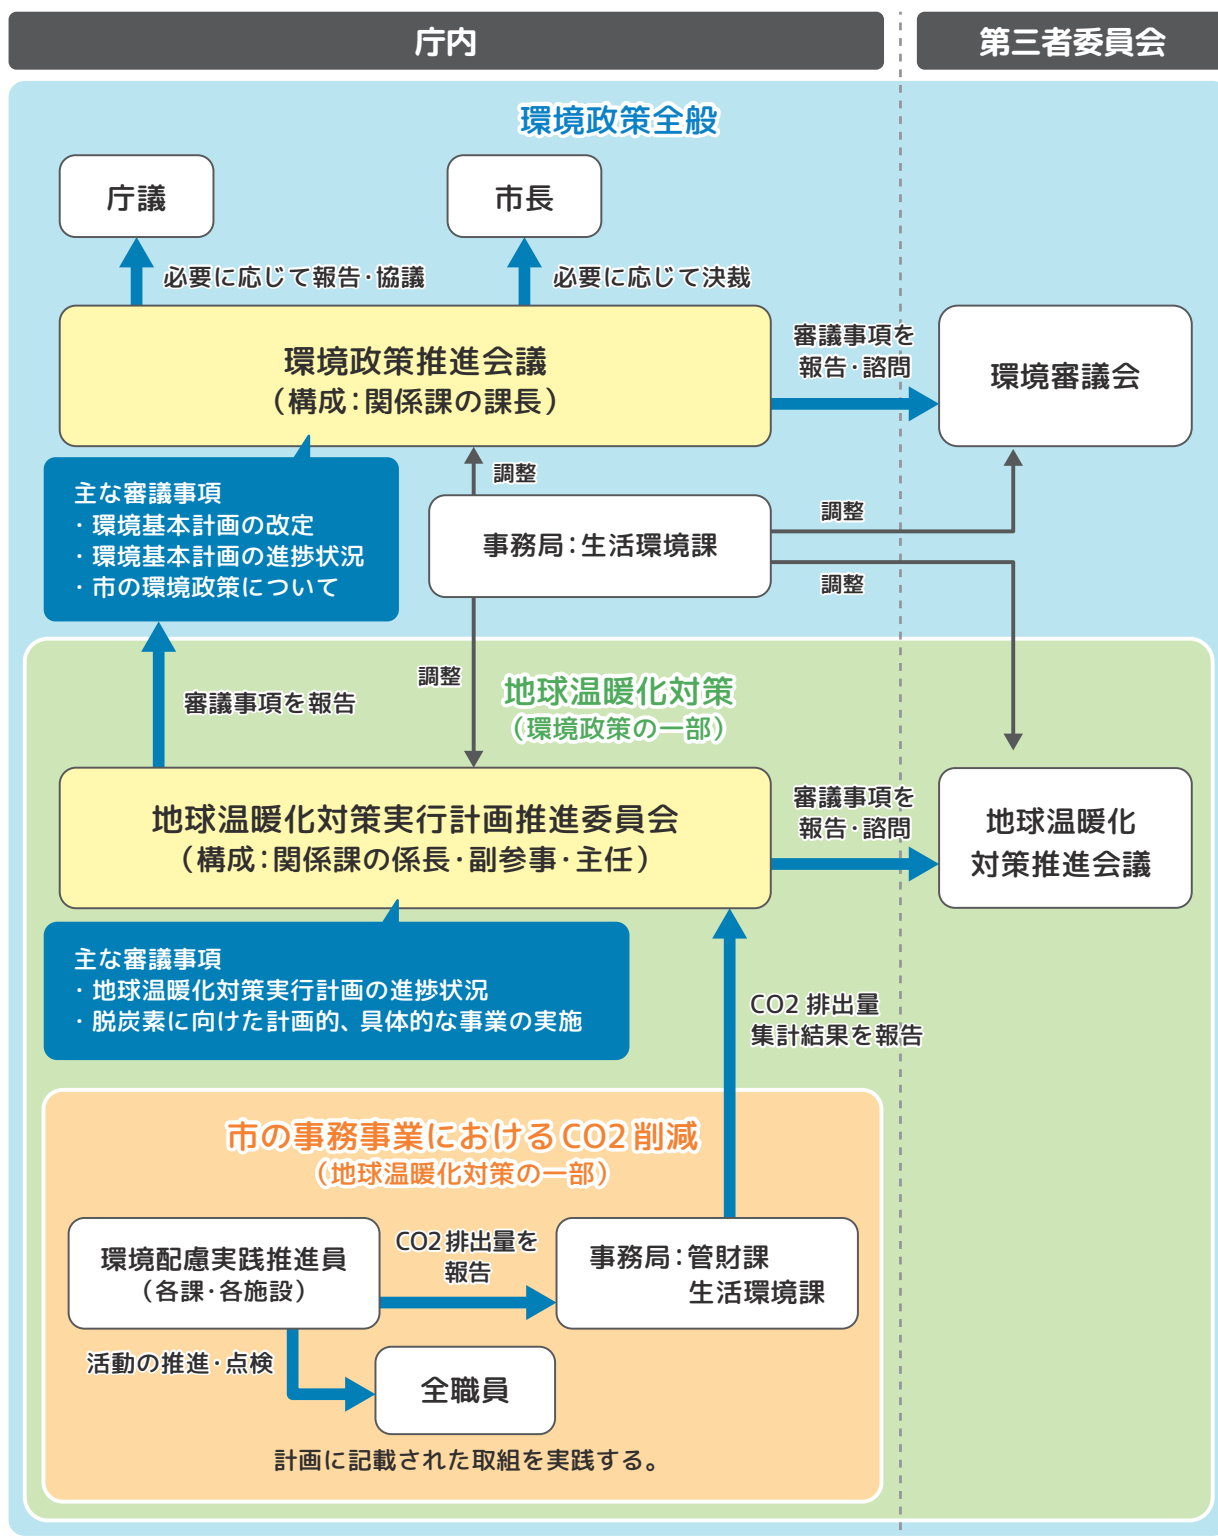 庁内
第三者委員会
環境政策全般
庁議
市長
必要に応じて報告・協議
必要に応じて決裁
環境政策推進会議
（構成：関係課の課長）
審議事項を
報告・諮問
環境審議会
主な審議事項
・環境基本計画の改定
・環境基本計画の進捗状況
・市の環境政策について
調整
事務局：生活環境課
調整
調整
審議事項を報告
調整
地球温暖化対策
（環境政策の一部）
地球温暖化対策実行計画推進委員会
（構成：関係課の係長・副参事・主任）
審議事項を
報告・諮問
地球温暖化
対策推進会議
主な審議事項
・地球温暖化対策実行計画の進捗状況
・脱炭素に向けた計画的、具体的な事業の実施
CO2 排出量
集計結果を報告
市の事務事業におけるCO2削減
（地球温暖化対策の一部）
環境配慮実践推進員
（各課・各施設）
CO2排出量を
報告
事務局：管財課
生活環境課
活動の推進・点検
全職員
計画に記載された取組を実践する。